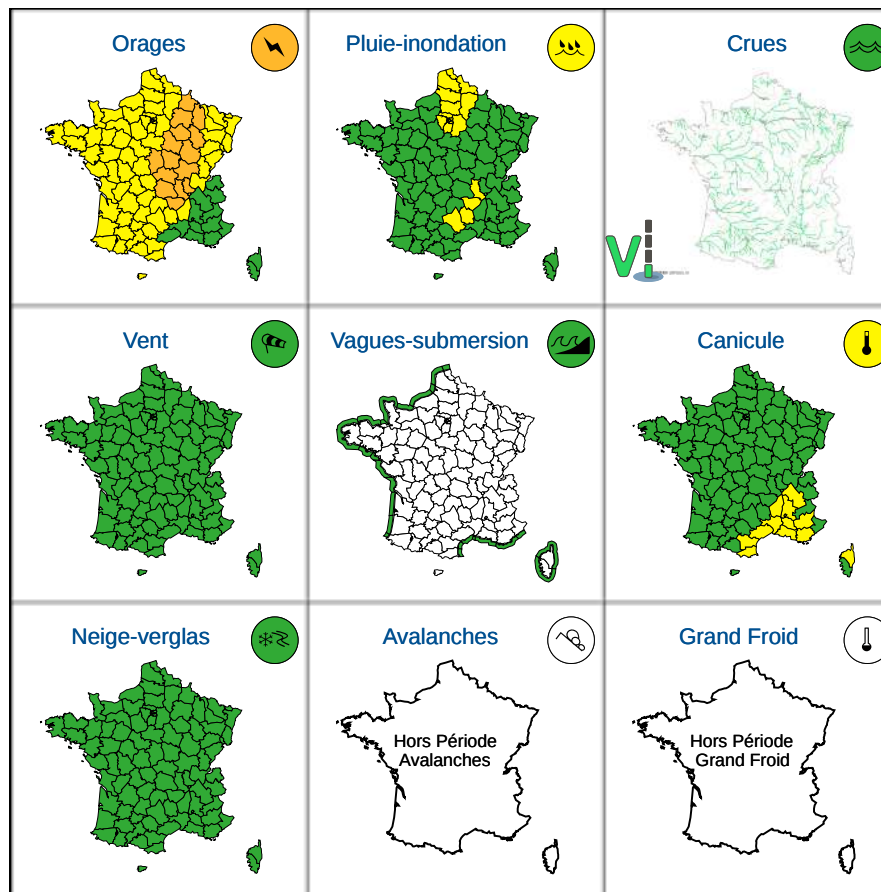 Orages
Pluie-inondation
Crues
Vent
Vagues-submersion
Canicule
Neige-verglas
Avalanches
Grand Froid
Hors Période
Avalanches
Hors Période
Grand Froid